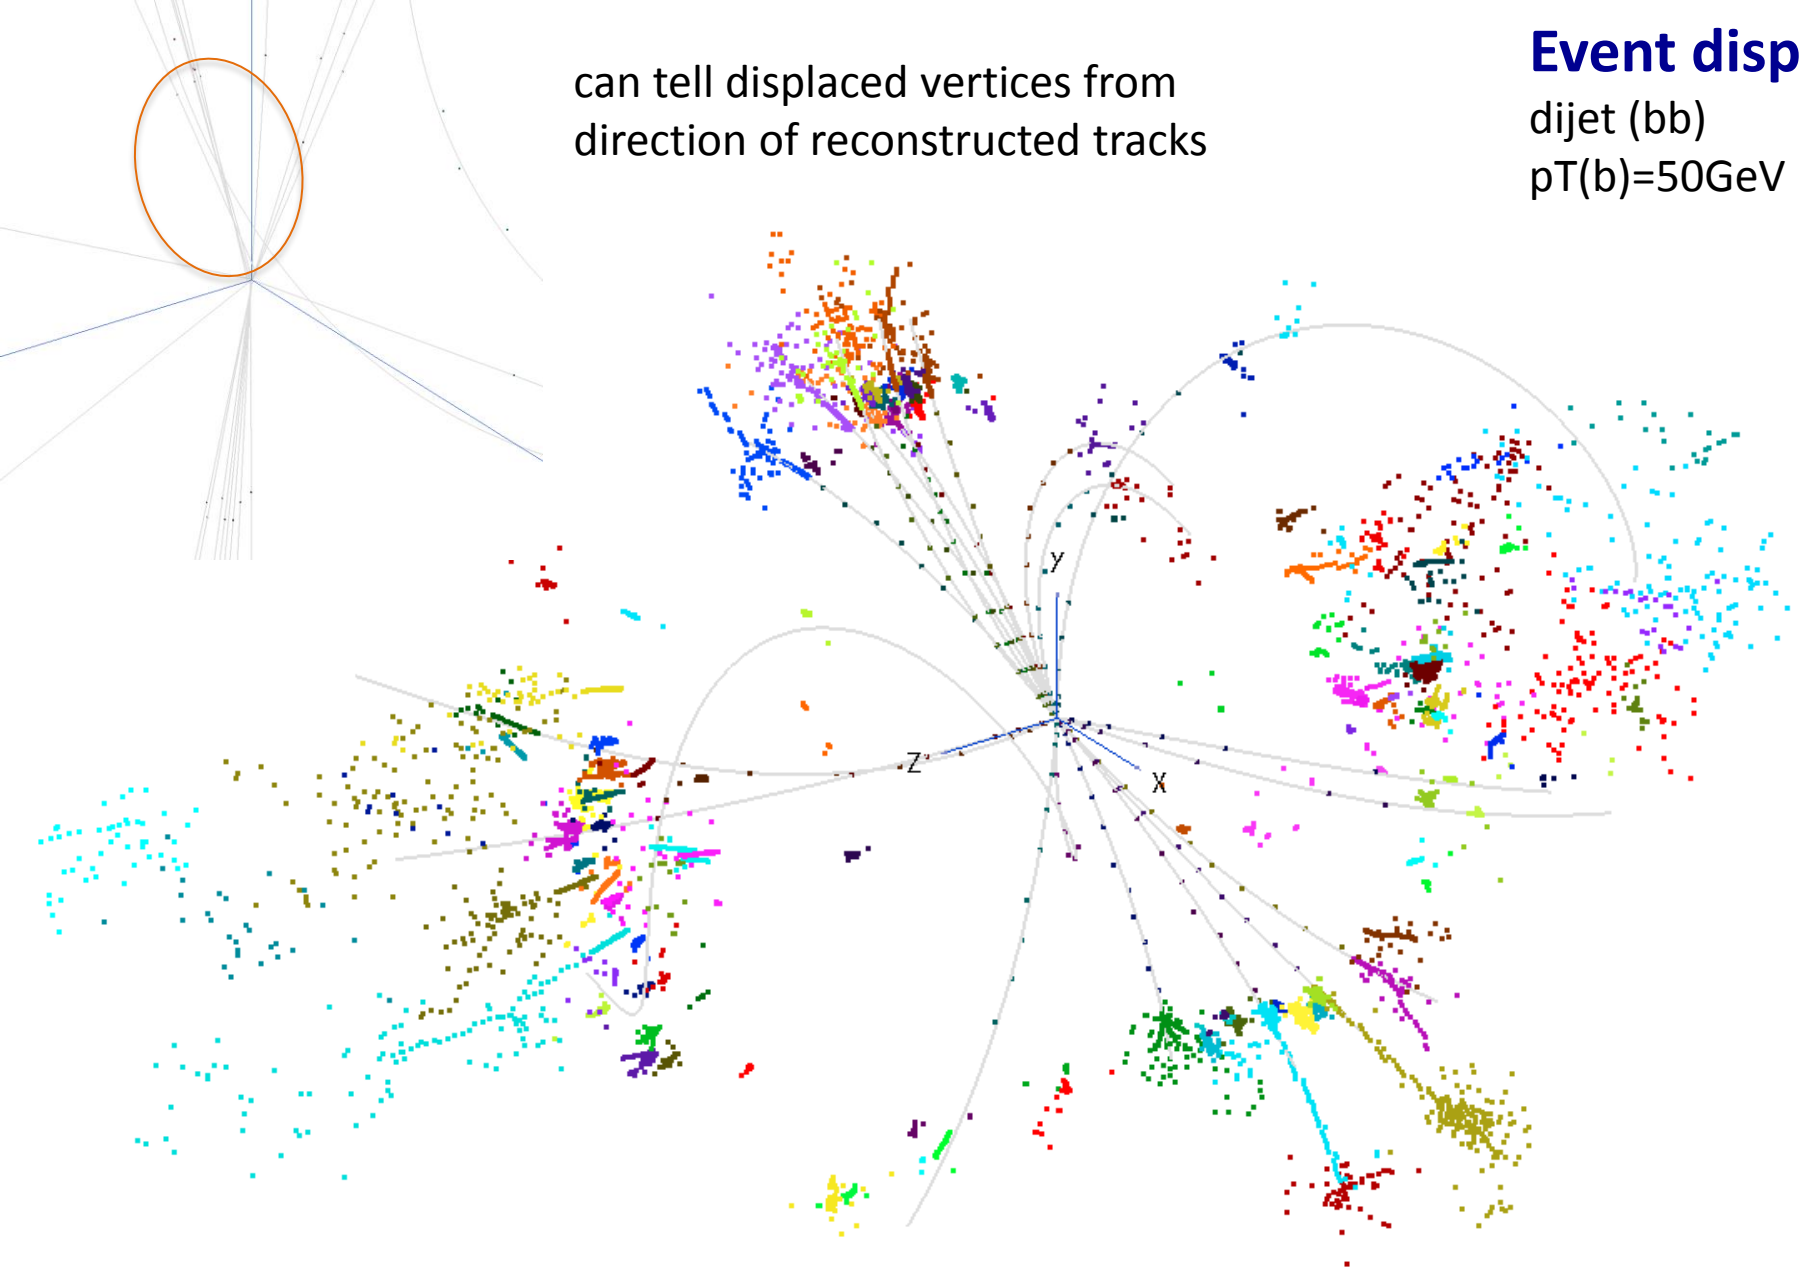 Event disp
dijet (bb)
pT(b)=50GeV
can tell displaced vertices from
direction of reconstructed tracks
y
Z
X